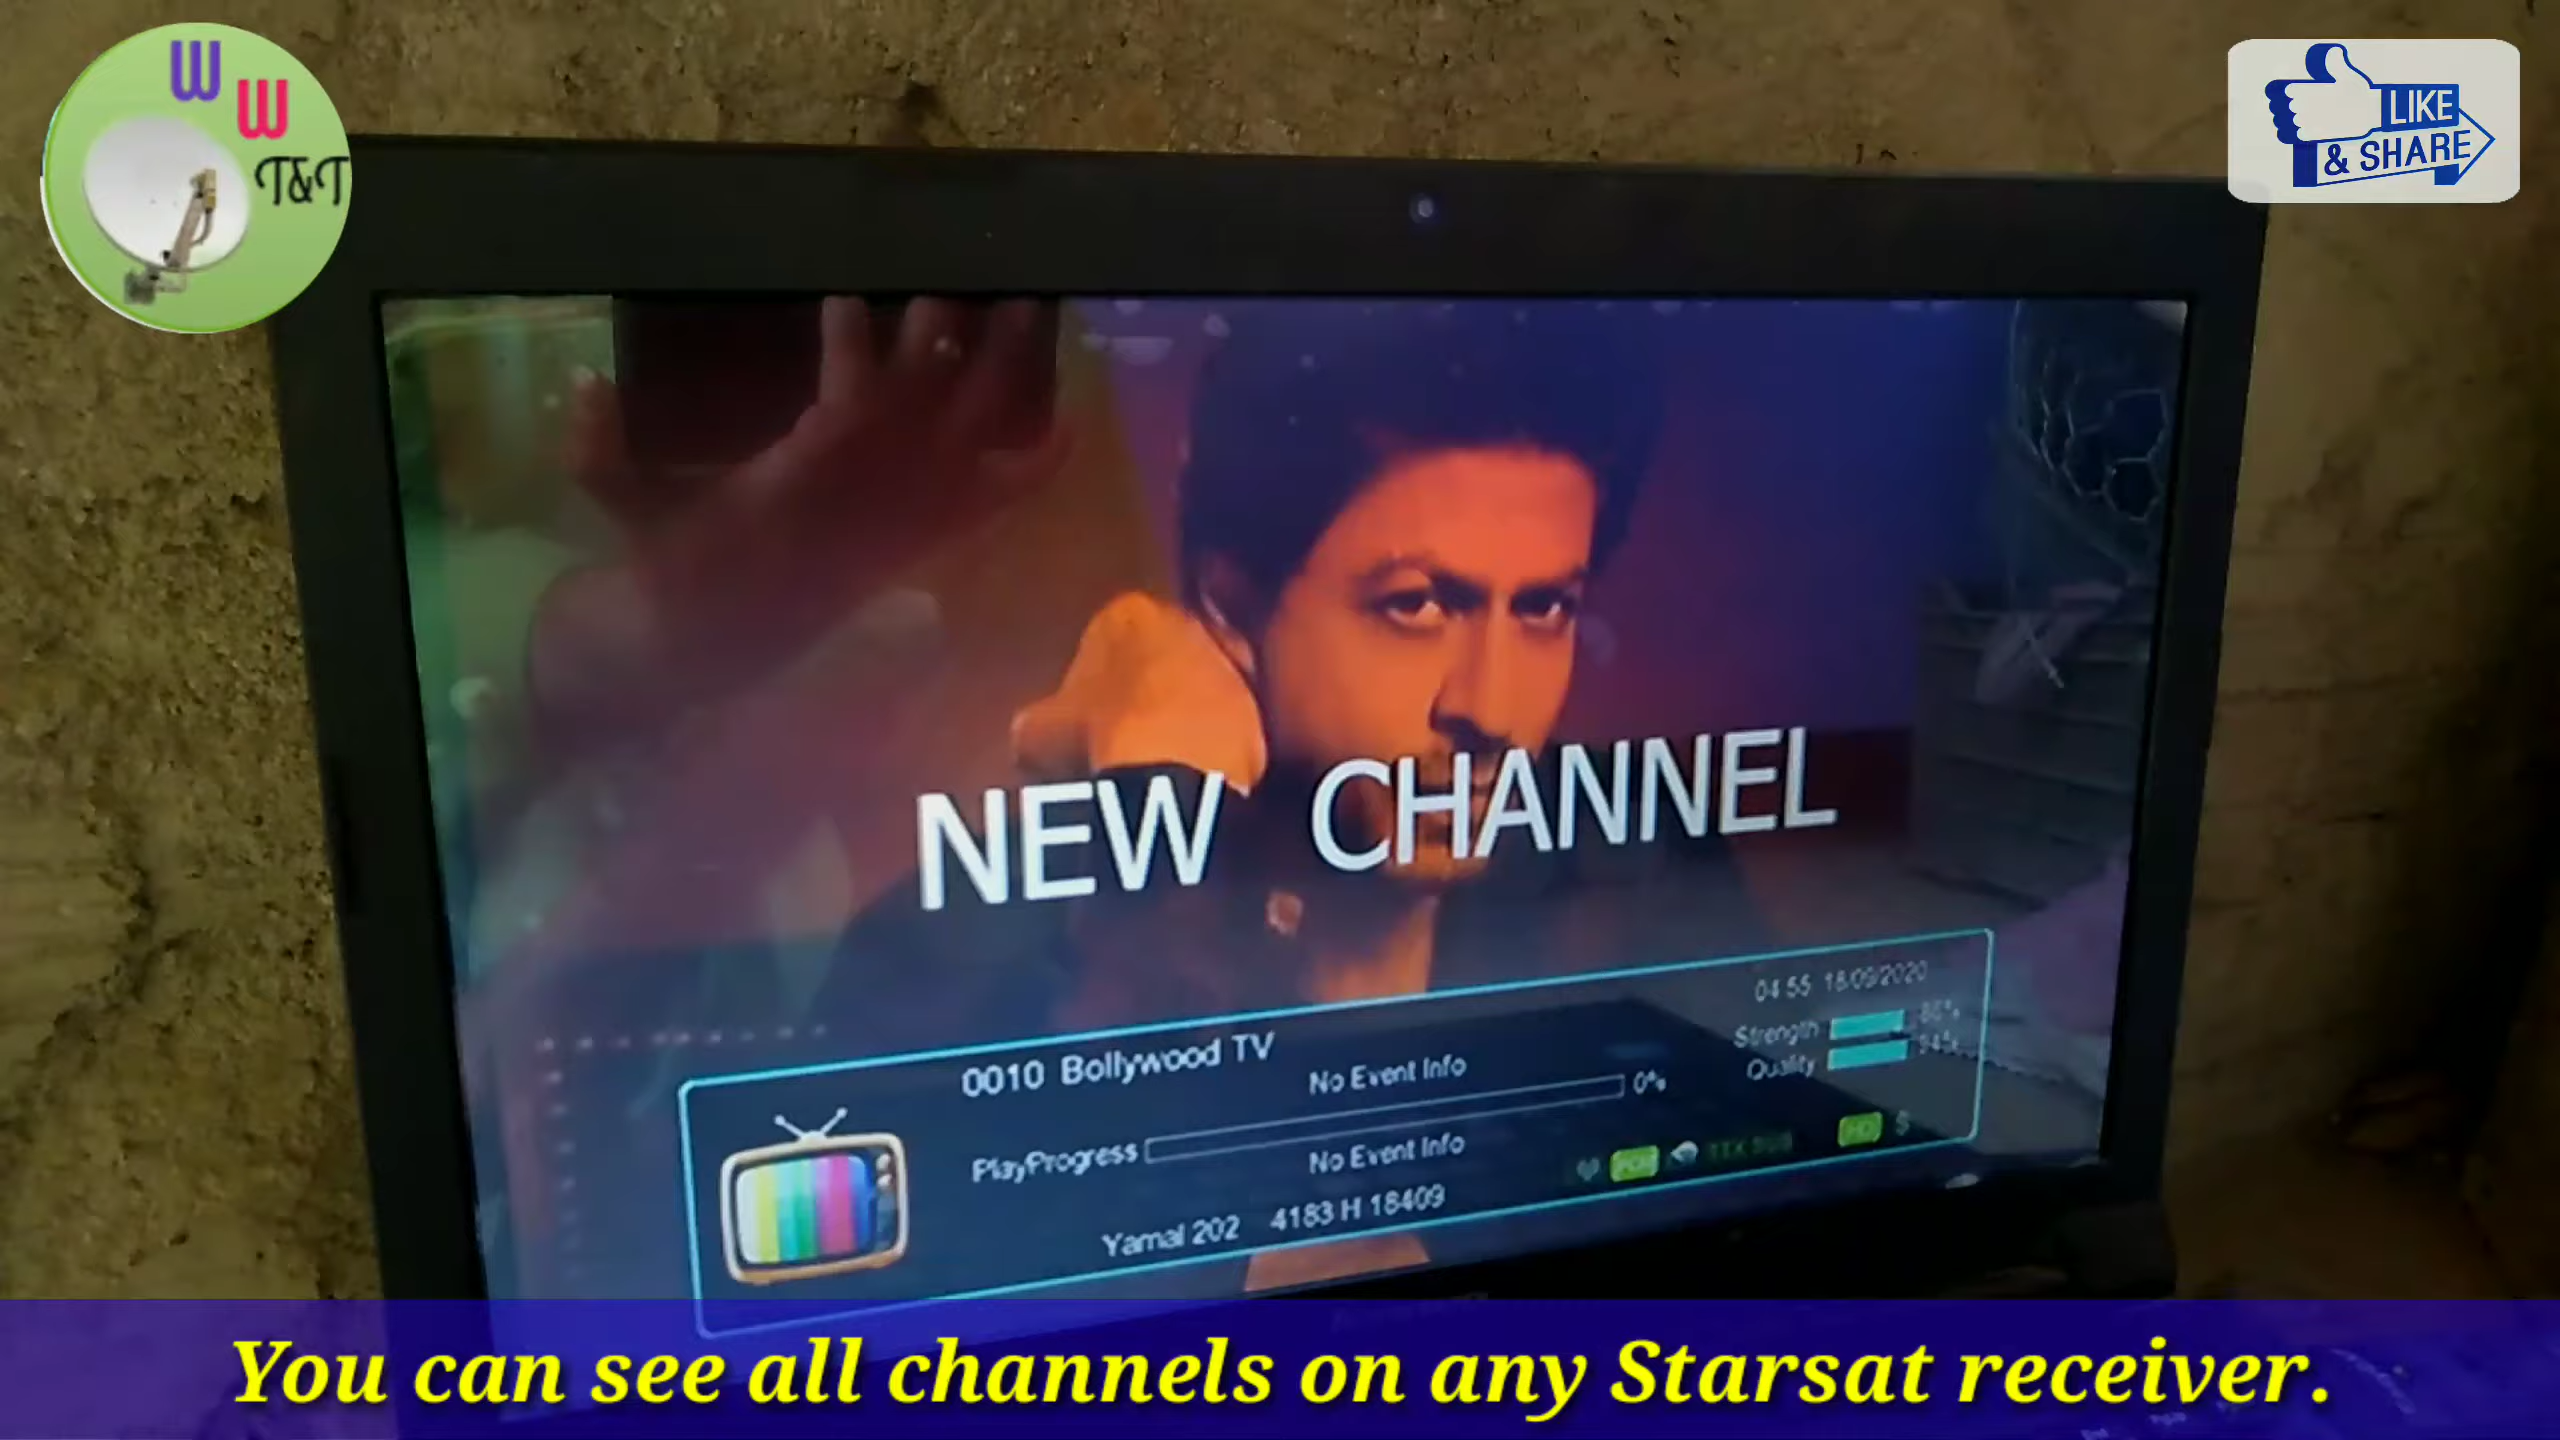 W
W
T&T
LIKE
& SHARE
NEW CHANNEL
04:55 18/09/2020
Strength
Quality
0010 Bollywood TV
No Event Info
0%
PlayProgress
No Event Info
HD $
Yamal 202 4183 H 18409
You can see all channels on any Starsat receiver.